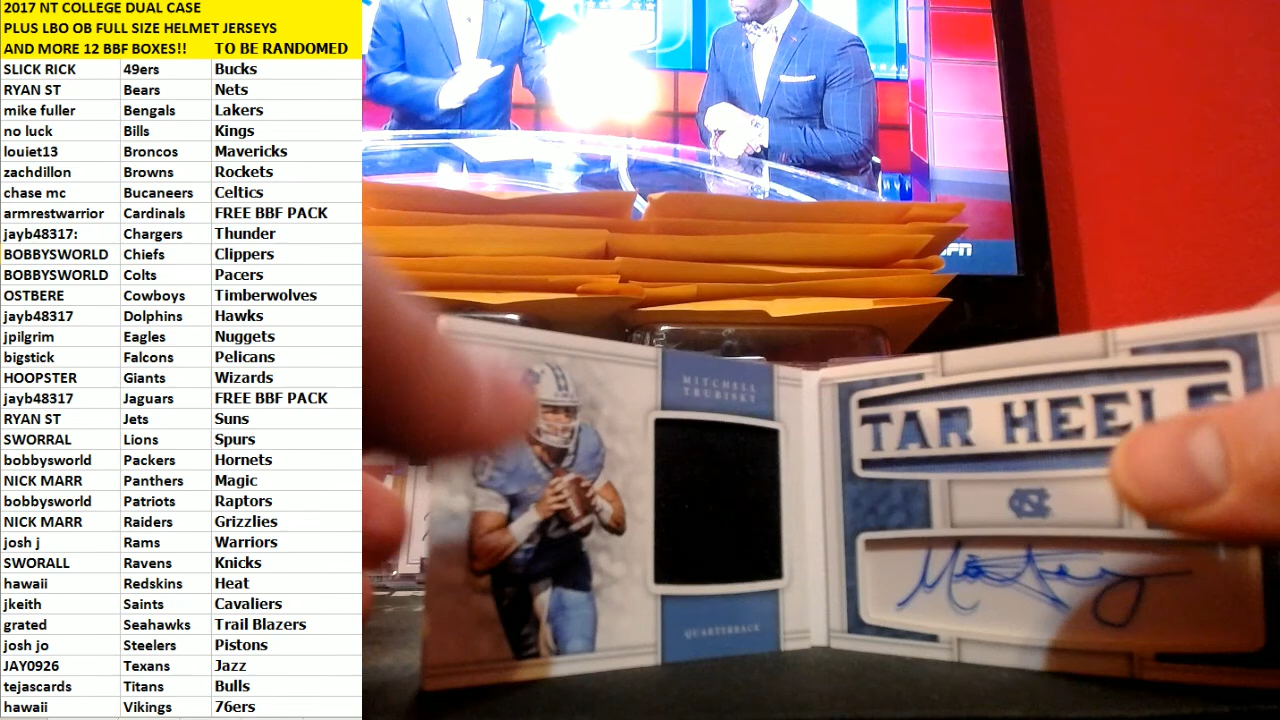 2017 NT COLLEGE DUAL CASE
PLUS LBO OB FULL SIZE HELMET JERSEYS
AND MORE 12 BBF BOXES!! TO BE RANDOMED
SLICK RICK 49ers Bucks
RYAN ST Bears Nets
mike fuller Bengals Lakers
no luck Bills Kings
louiet13 Broncos Mavericks
zachdillon Browns Rockets
chase mc Bucaneers Celtics
armrestwarrior Cardinals FREE BBF PACK
jayb48317: Chargers Thunder
BOBBYSWORLD Chiefs Clippers
BOBBYSWORLD Colts Pacers
OSTBERE Cowboys Timberwolves
jayb48317 Dolphins Hawks
jpilgrim Eagles Nuggets
bigstick Falcons Pelicans
HOOPSTER Giants Wizards
jayb48317 Jaguars FREE BBF PACK
RYAN ST Jets Suns
SWORRAL Lions Spurs
bobbysworld Packers Hornets
NICK MARR Panthers Magic
bobbysworld Patriots Raptors
NICK MARR Raiders Grizzlies
josh j Rams Warriors
SWORALL Ravens Knicks
hawaii Redskins Heat
jkeith Saints Cavaliers
grated Seahawks Trail Blazers
josh jo Steelers Pistons
JAY0926 Texans Jazz
tejascards Titans Bulls
hawaii Vikings 76ers
MITCHELL
TRUBISKY
QUARTERBACK
TAR HEELS
NC